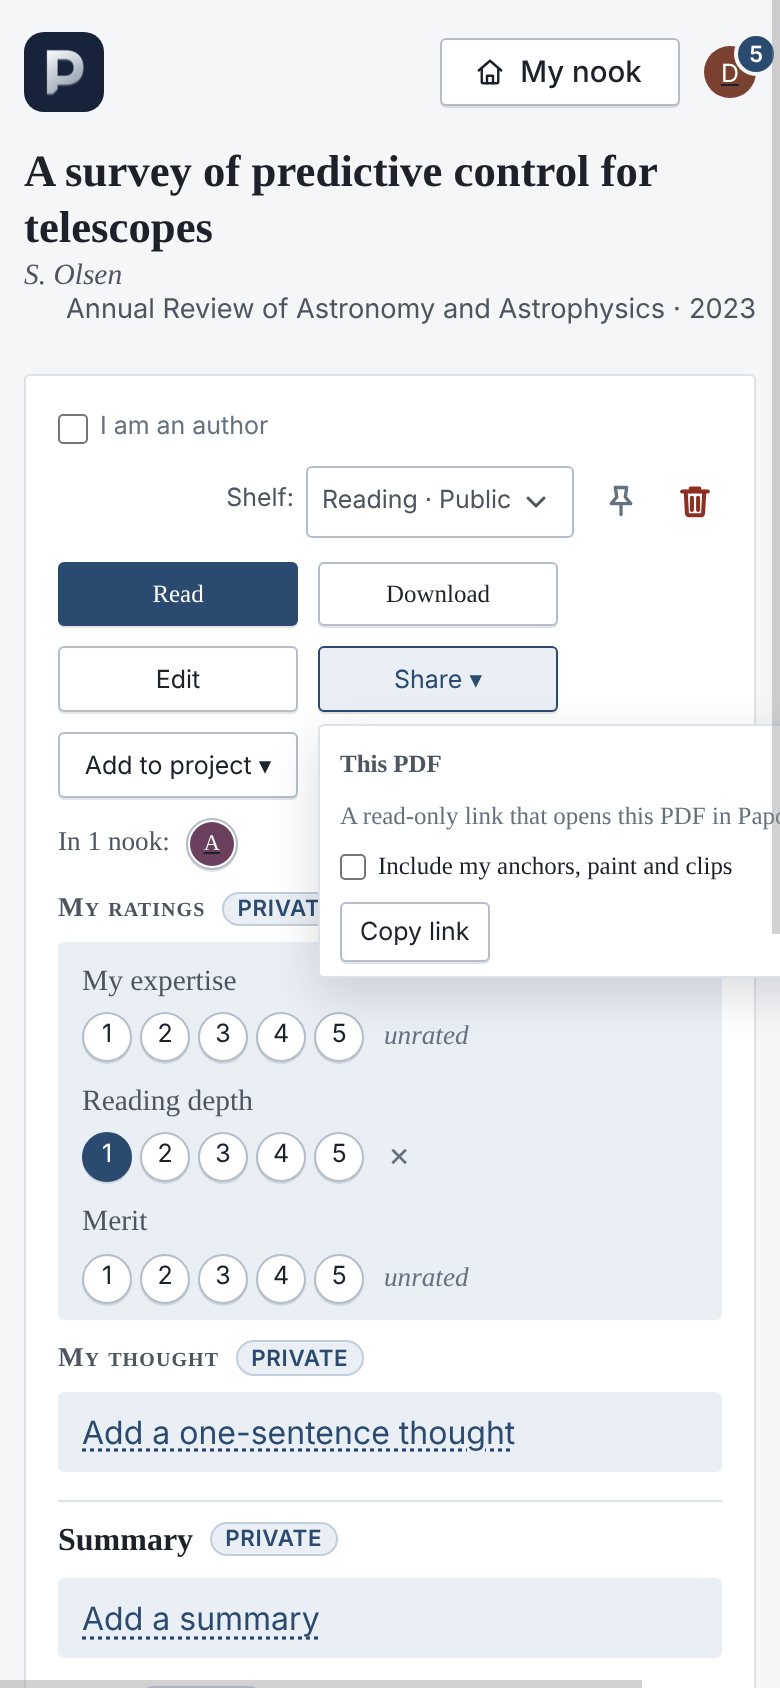 P
My nook
D
5
A survey of predictive control for
telescopes
S. Olsen
Annual Review of Astronomy and Astrophysics · 2023
I am an author
Shelf: Reading · Public
Read
Download
Edit
Share ▾
Add to project ▾
This PDF
A read-only link that opens this PDF in
Include my anchors, paint and clips
Copy link
In 1 nook: A
My ratings
My expertise
1 2 3 4 5 unrated
Reading depth
1 2 3 4 5 ×
Merit
1 2 3 4 5 unrated
My thought PRIVATE
Add a one-sentence thought
Summary PRIVATE
Add a summary